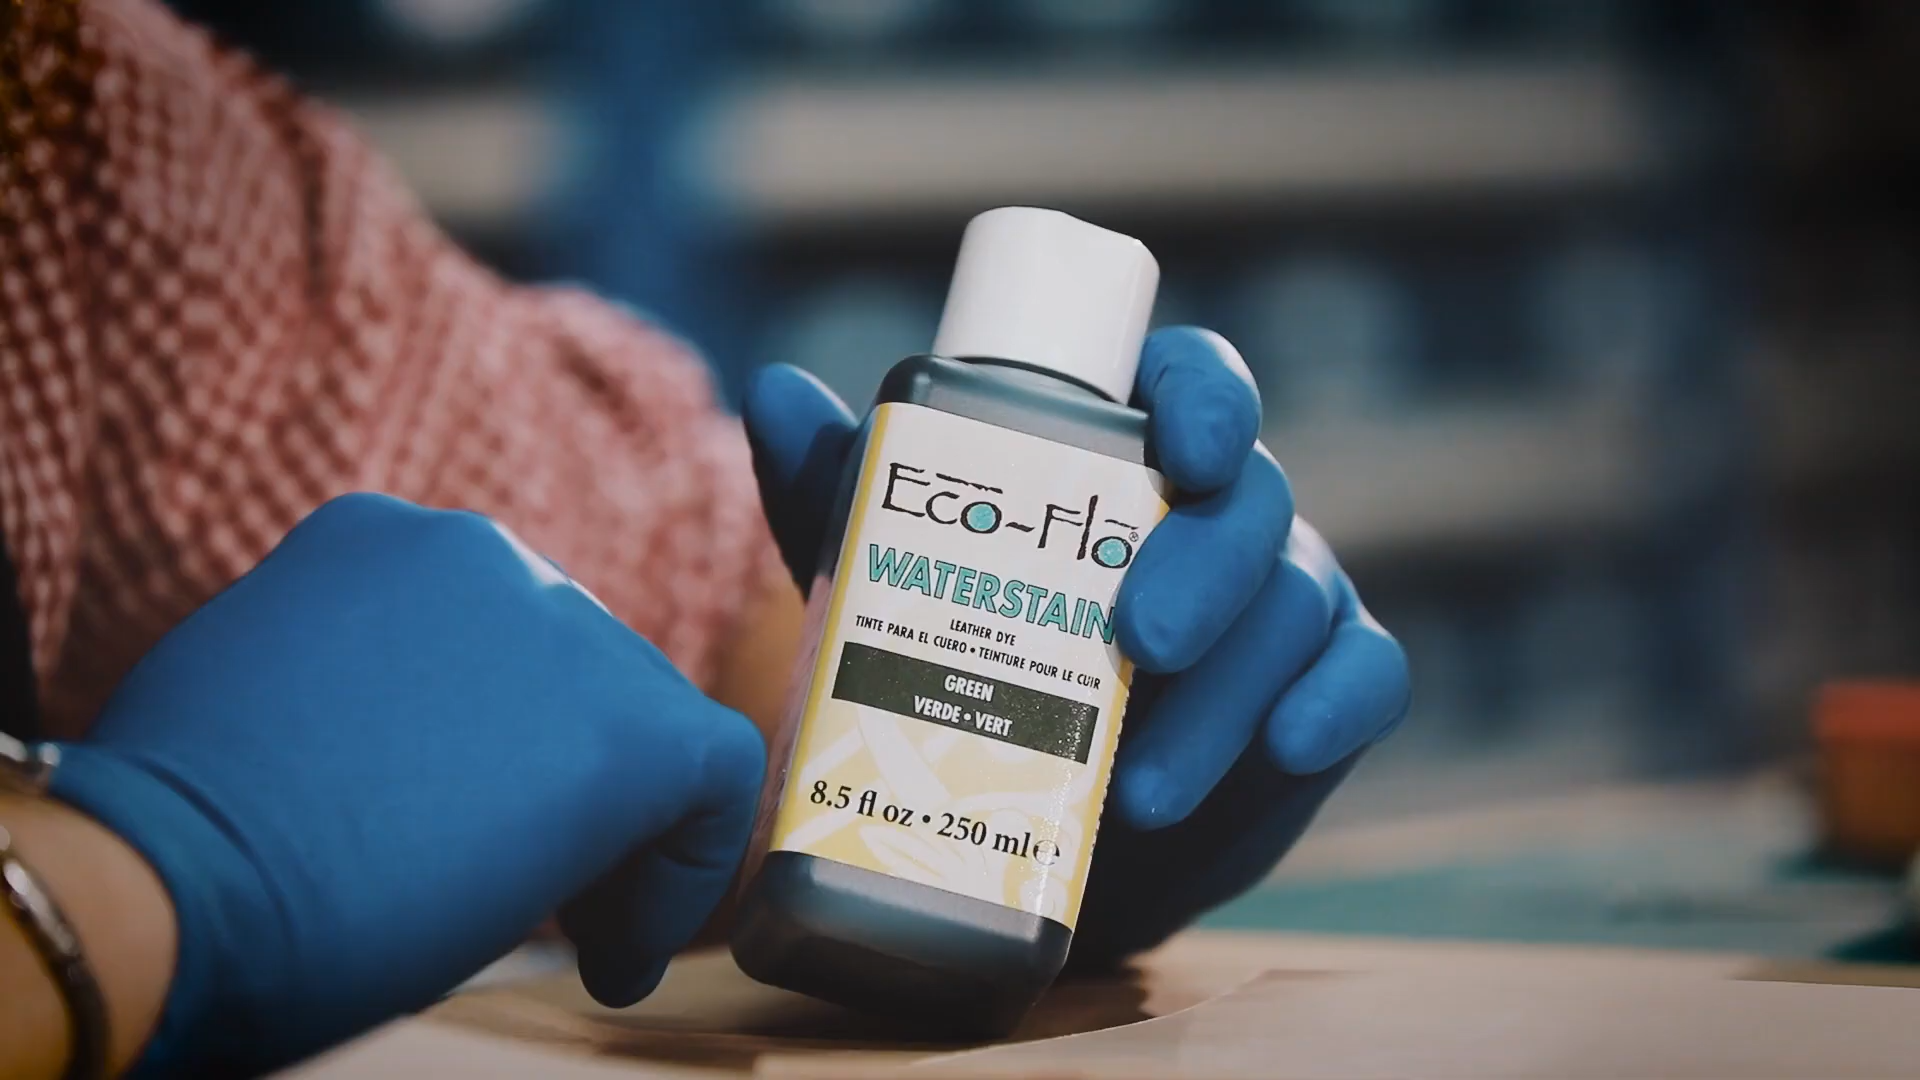 Eco-Flo®
WATERSTAIN
LEATHER DYE
TINTE PARA EL CUERO • TEINTURE POUR LE CUIR
GREEN
VERDE • VERT
8.5 fl oz • 250 ml ℮